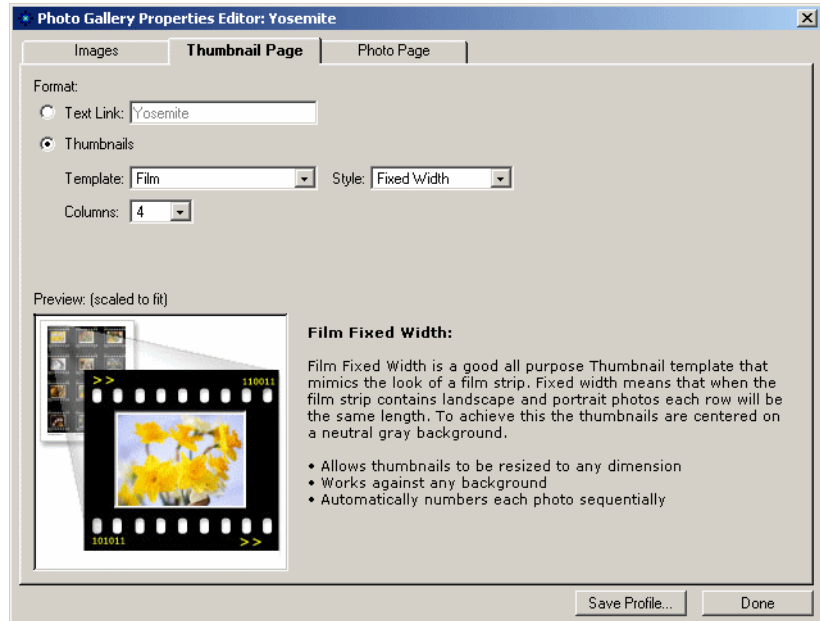 Photo Gallery Properties Editor: Yosemite
Images
Thumbnail Page
Photo Page
Format:
Text Link: Yosemite
Thumbnails
Template: Film
Style: Fixed Width
Columns: 4
Preview: (scaled to fit)
>> 110011
101011 >>
Film Fixed Width:
Film Fixed Width is a good all purpose Thumbnail template that
mimics the look of a film strip. Fixed width means that when the
film strip contains landscape and portrait photos each row will be
the same length. To achieve this the thumbnails are centered on
a neutral gray background.
• Allows thumbnails to be resized to any dimension
• Works against any background
• Automatically numbers each photo sequentially
Save Profile...
Done